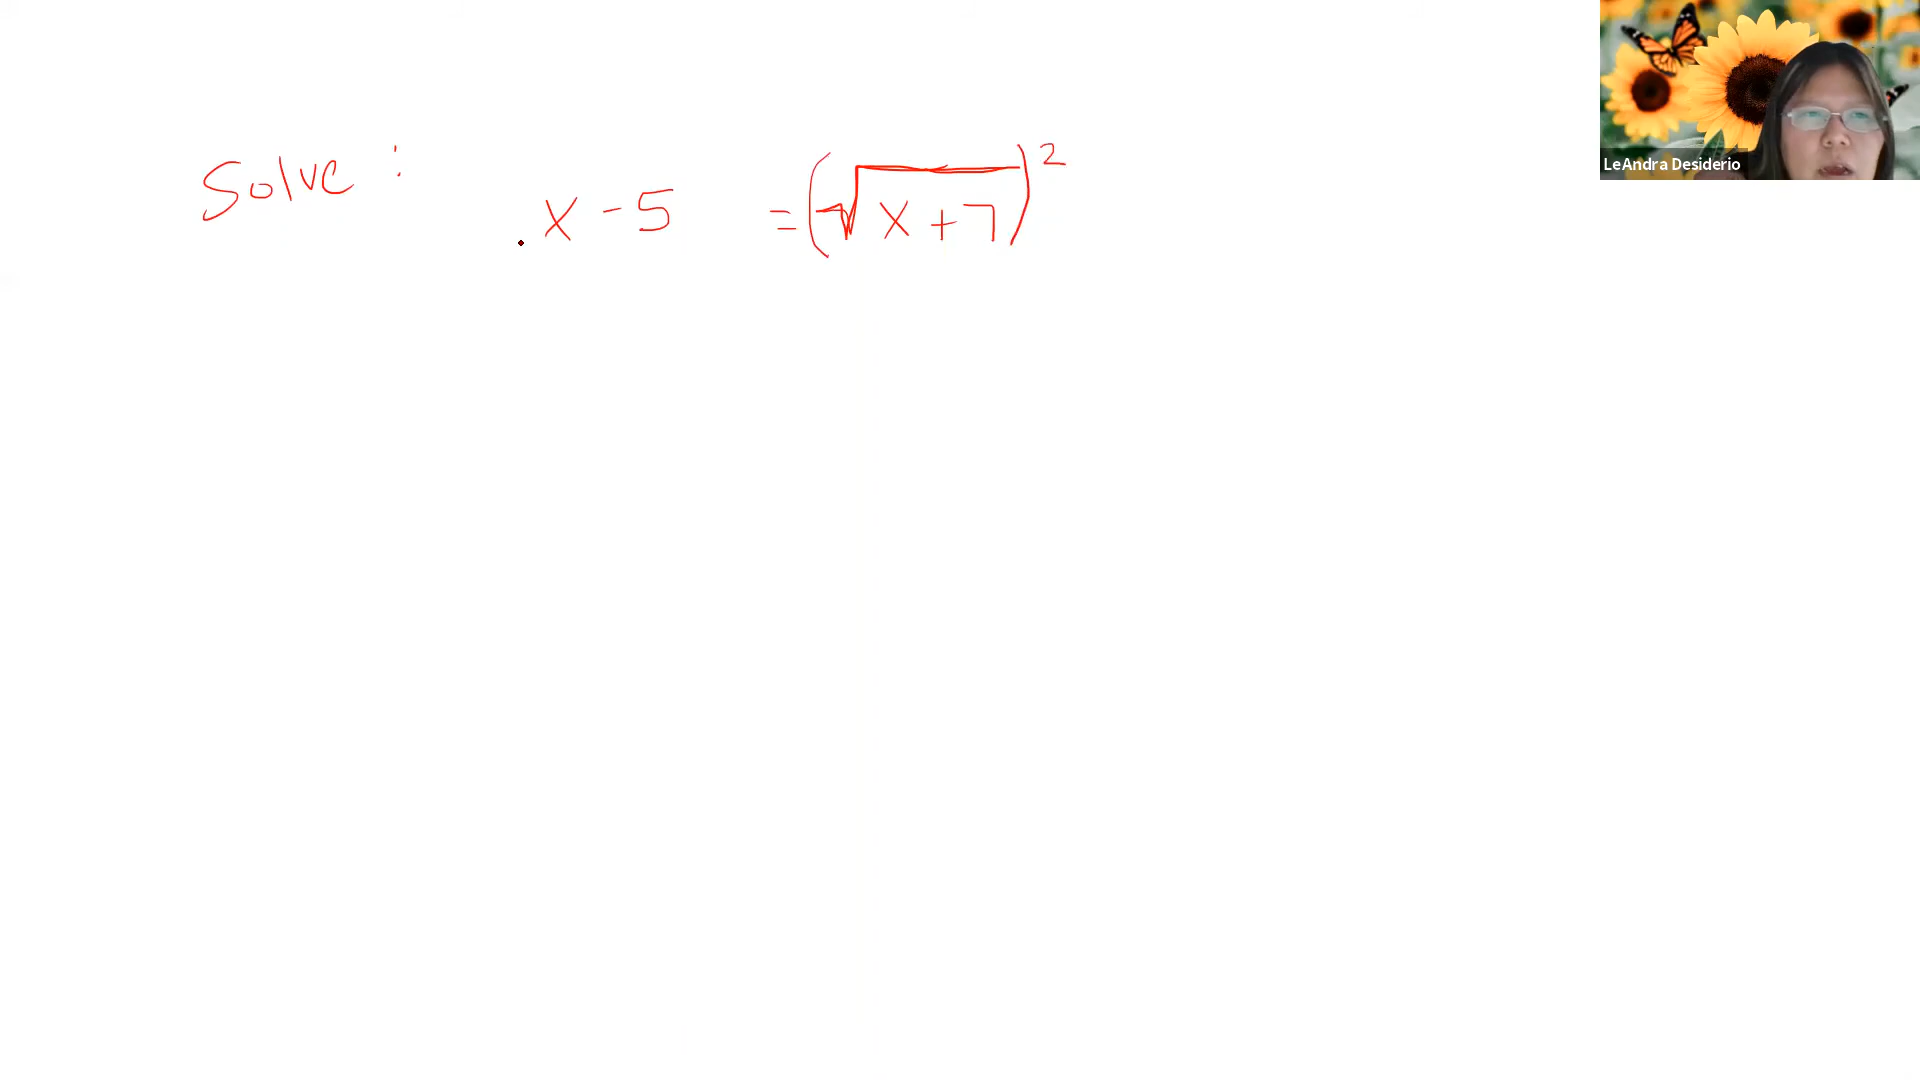 Solve : x - 5 = (√x + 7)²
LeAndra Desiderio